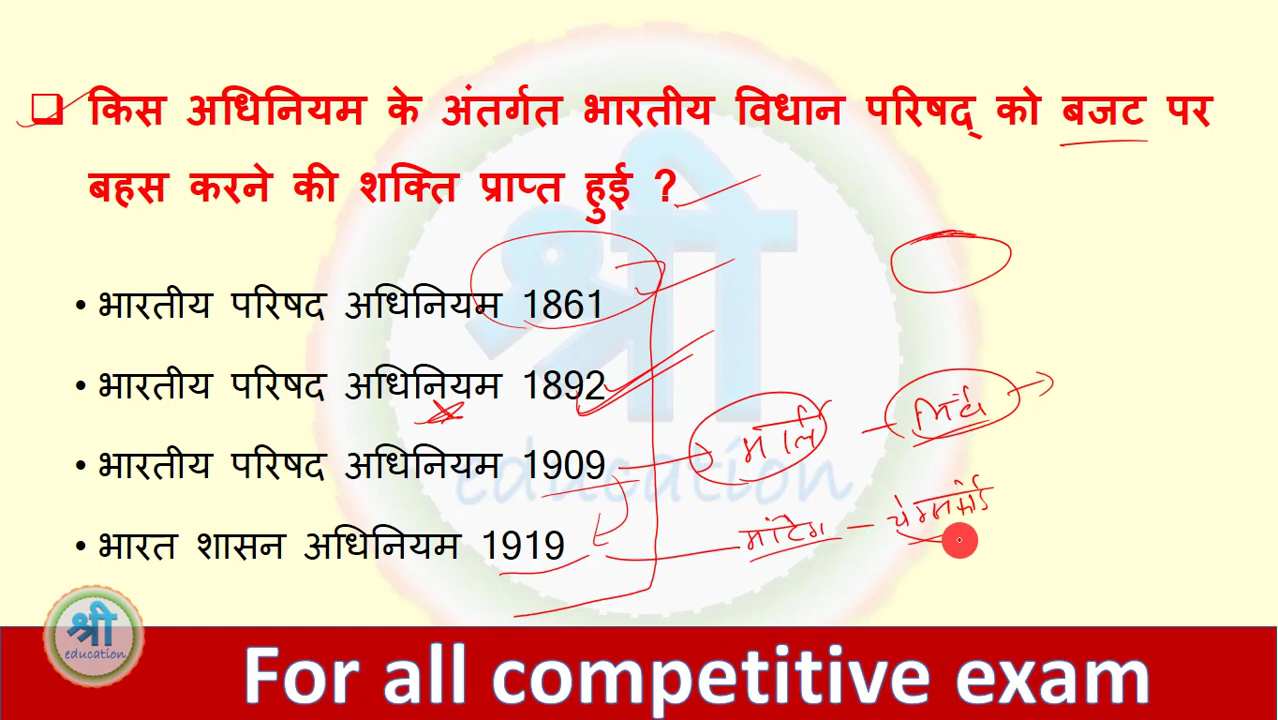 किस अधिनियम के अंतर्गत भारतीय विधान परिषद् को बजट पर
बहस करने की शक्ति प्राप्त हुई ?
• भारतीय परिषद अधिनियम 1861
• भारतीय परिषद अधिनियम 1892
• भारतीय परिषद अधिनियम 1909
मार्ले - मिंटो
• भारत शासन अधिनियम 1919
मांटेग - चेम्सफोर्ड
श्री
education
श्री
education
For all competitive exam